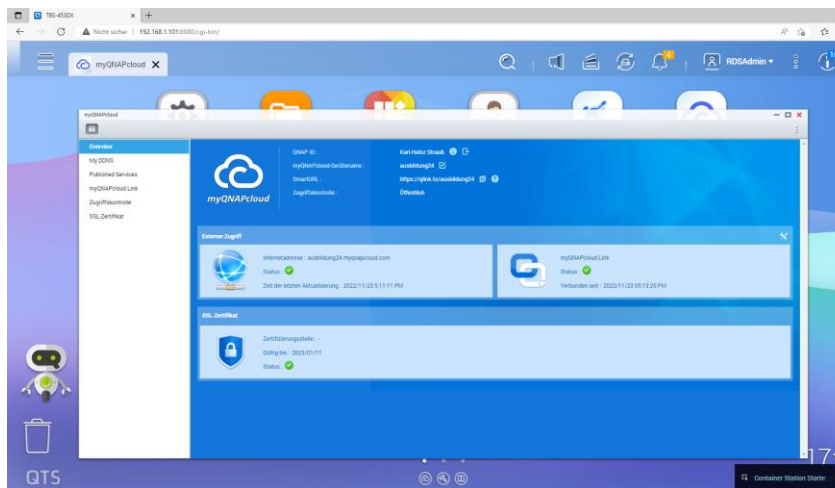 TBS-453DX
Nicht sicher | 192.168.1.101:8080/cgi-bin/
myQNAPcloud
4
RDSAdmin
myQNAPcloud
Overview
My DDNS
Published Services
myQNAPcloud Link
Zugriffskontrolle
SSL-Zertifikat
myQNAPcloud
QNAP ID : Karl-Heinz Strauß
myQNAPcloud-Gerätename : ausbildung24
SmartURL : https://qlink.to/ausbildung24
Zugriffskontrolle : Öffentlich
Externer Zugriff
Internetadresse : ausbildung24.myqnapcloud.com
Status :
Zeit der letzten Aktualisierung : 2022/11/23 5:11:11 PM
myQNAPcloud Link
Status :
Verbunden seit : 2022/11/23 05:13:25 PM
SSL-Zertifikat
Zertifizierungsstelle : -
Gültig bis : 2023/01/11
Status :
QTS
17:
Container Station Starte